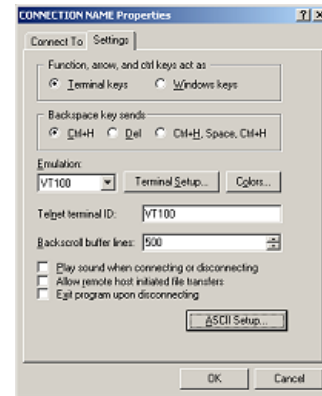 CONNECTION NAME Properties
Connect To Settings
Function, arrow, and ctrl keys act as
Terminal keys Windows keys
Backspace key sends
Ctrl+H Del Ctrl+H, Space, Ctrl+H
Emulation:
VT100 Terminal Setup... Colors...
Telnet terminal ID: VT100
Backscroll buffer lines: 500
Play sound when connecting or disconnecting
Allow remote host initiated file transfers
Exit program upon disconnecting
ASCII Setup...
OK Cancel